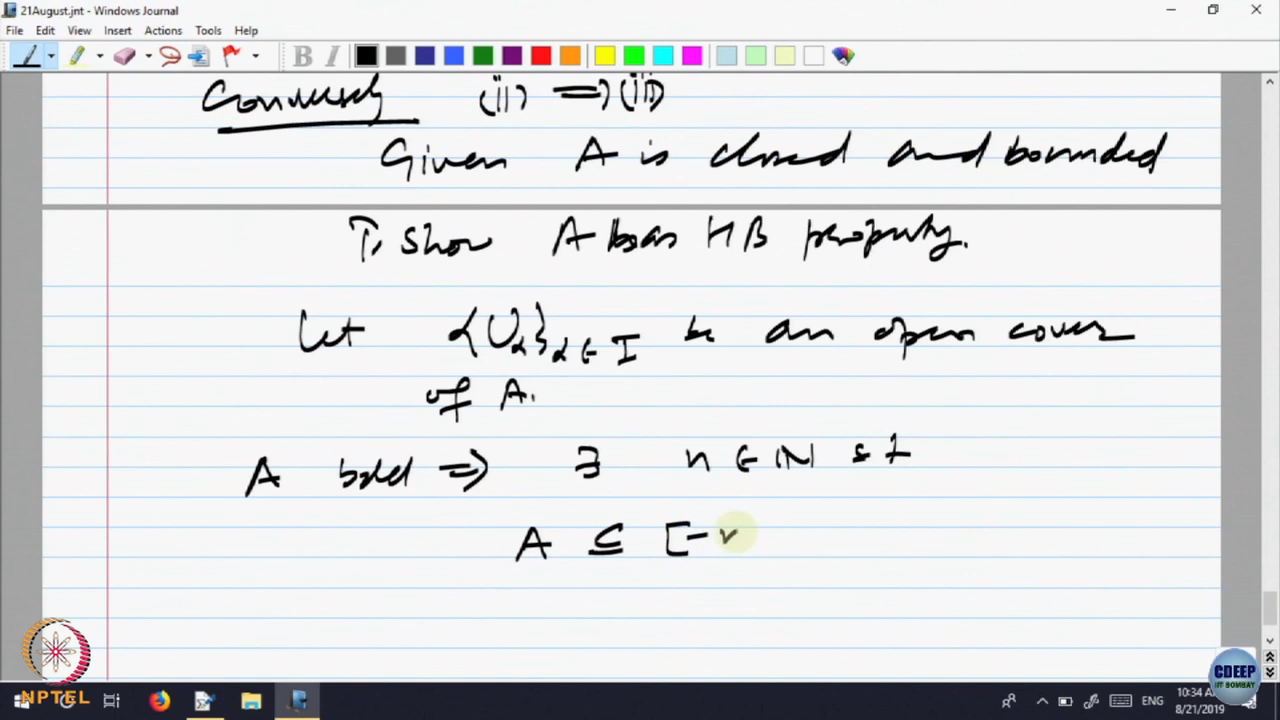 21August.jnt - Windows Journal
File Edit View Insert Actions Tools Help
B I
Conversely (ii) ⟹ (iii)
Given A is closed and bounded
T. show A has HB property.
Let {Uα}α∈I be an open cover
of A.
A bdd ⟹ ∃ n ∈ ℕ s t
A ⊆ [-n
NPTEL
CDEEP
IIT BOMBAY
ENG
10:34 A
8/21/2019